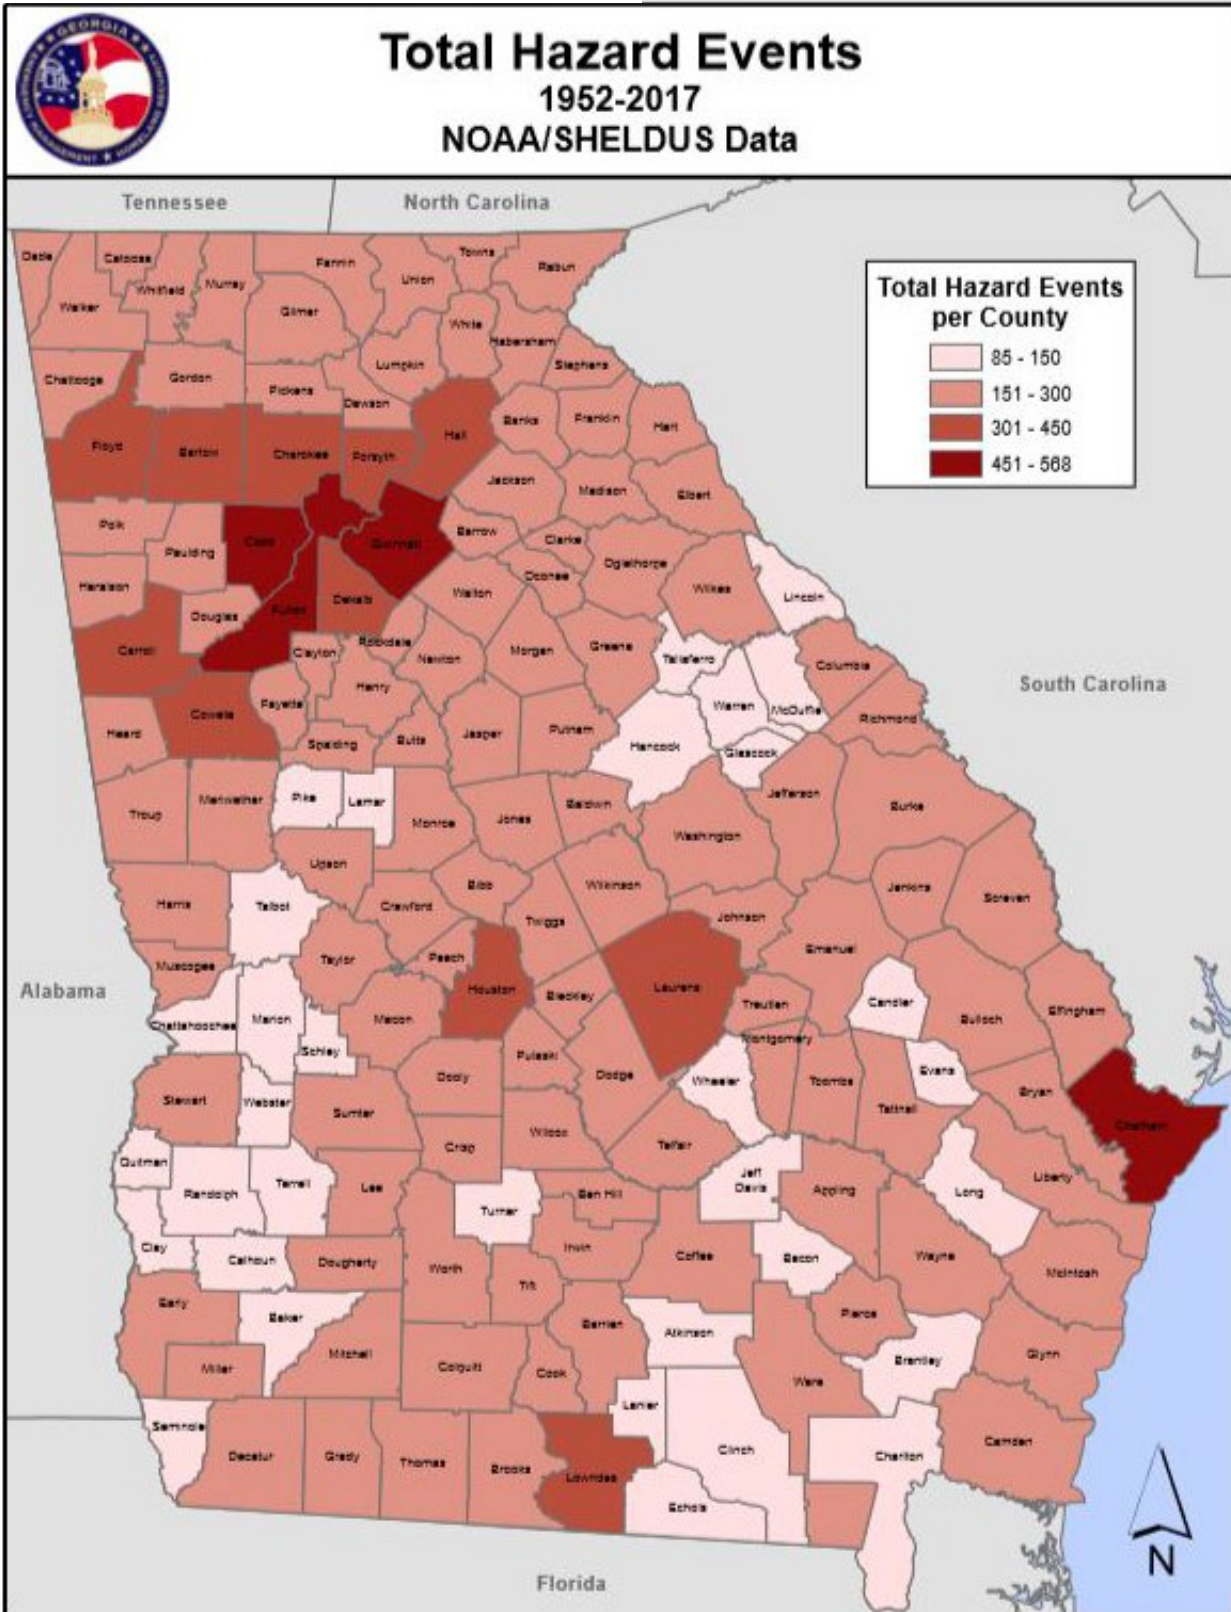 GEORGIA
Total Hazard Events
1952-2017
NOAA/SHELDUS Data
Tennessee
North Carolina
South Carolina
Alabama
Florida
Total Hazard Events
per County
85 - 150
151 - 300
301 - 450
451 - 568
Dade
Catoosa
Whitfield
Murray
Fannin
Union
Towns
Rabun
Walker
Gilmer
White
Habersham
Stephens
Lumpkin
Chattooga
Gordon
Pickens
Dawson
Hall
Banks
Franklin
Hart
Floyd
Bartow
Cherokee
Forsyth
Jackson
Madison
Elbert
Polk
Paulding
Cobb
Gwinnett
Barrow
Clarke
Oglethorpe
Oconee
Wilkes
Lincoln
Haralson
Douglas
Fulton
Dekalb
Walton
Carroll
Clayton
Rockdale
Newton
Morgan
Greene
Taliaferro
Columbia
Heard
Coweta
Fayette
Henry
Warren
McDuffie
Richmond
Spalding
Butts
Jasper
Putnam
Hancock
Glascock
Troup
Meriwether
Pike
Lamar
Monroe
Jones
Baldwin
Jefferson
Burke
Washington
Upson
Harris
Talbot
Crawford
Bibb
Wilkinson
Jenkins
Screven
Twiggs
Johnson
Emanuel
Muscogee
Taylor
Peach
Houston
Bleckley
Laurens
Treutlen
Candler
Bulloch
Effingham
Chattahoochee
Marion
Macon
Schley
Montgomery
Pulaski
Dodge
Dooly
Wheeler
Toombs
Evans
Bryan
Stewart
Webster
Sumter
Tattnall
Chatham
Crisp
Wilcox
Telfair
Quitman
Randolph
Terrell
Lee
Turner
Ben Hill
Jeff
Davis
Appling
Long
Liberty
Clay
Calhoun
Dougherty
Worth
Irwin
Tift
Coffee
Bacon
Wayne
McIntosh
Early
Baker
Mitchell
Berrien
Atkinson
Pierce
Miller
Colquitt
Cook
Ware
Brantley
Glynn
Seminole
Decatur
Grady
Thomas
Brooks
Lowndes
Lanier
Clinch
Echols
Charlton
Camden
N